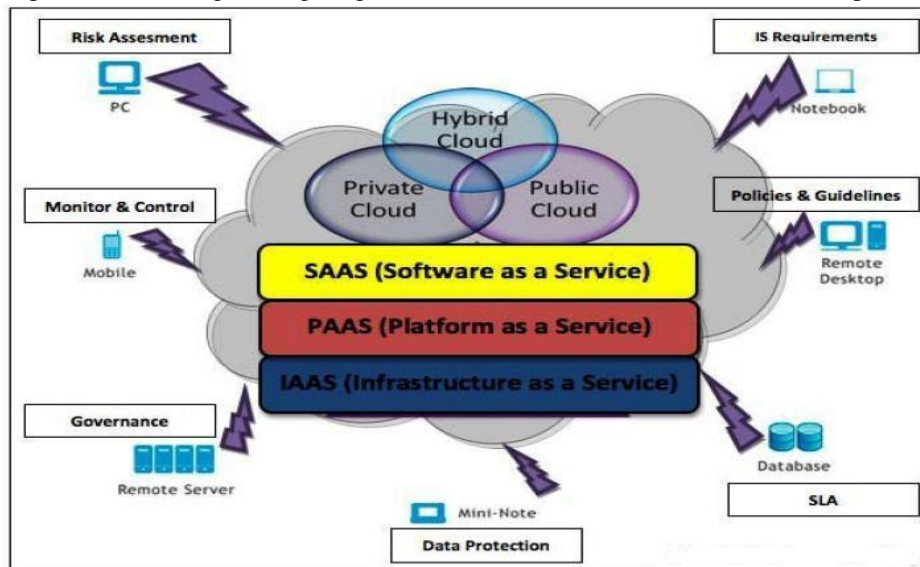 Risk Assesment
PC
IS Requirements
Notebook
Hybrid
Cloud
Private
Cloud
Public
Cloud
Monitor & Control
Mobile
Policies & Guidelines
Remote
Desktop
SAAS (Software as a Service)
PAAS (Platform as a Service)
IAAS (Infrastructure as a Service)
Governance
Remote Server
Database
SLA
Mini-Note
Data Protection